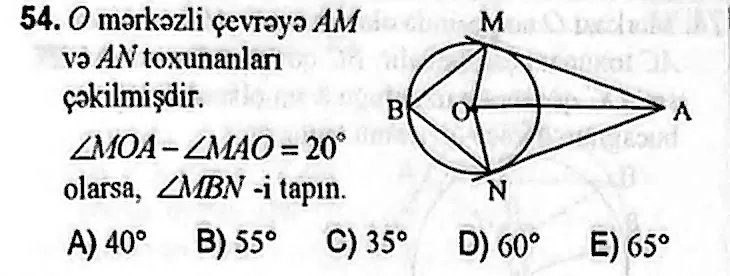 54. O mərkəzli çevrəyə AM
və AN toxunanları
çəkilmişdir.
∠MOA – ∠MAO = 20°
olarsa, ∠MBN -i tapın.
A) 40° B) 55° C) 35° D) 60° E) 65°
M
B O A
N